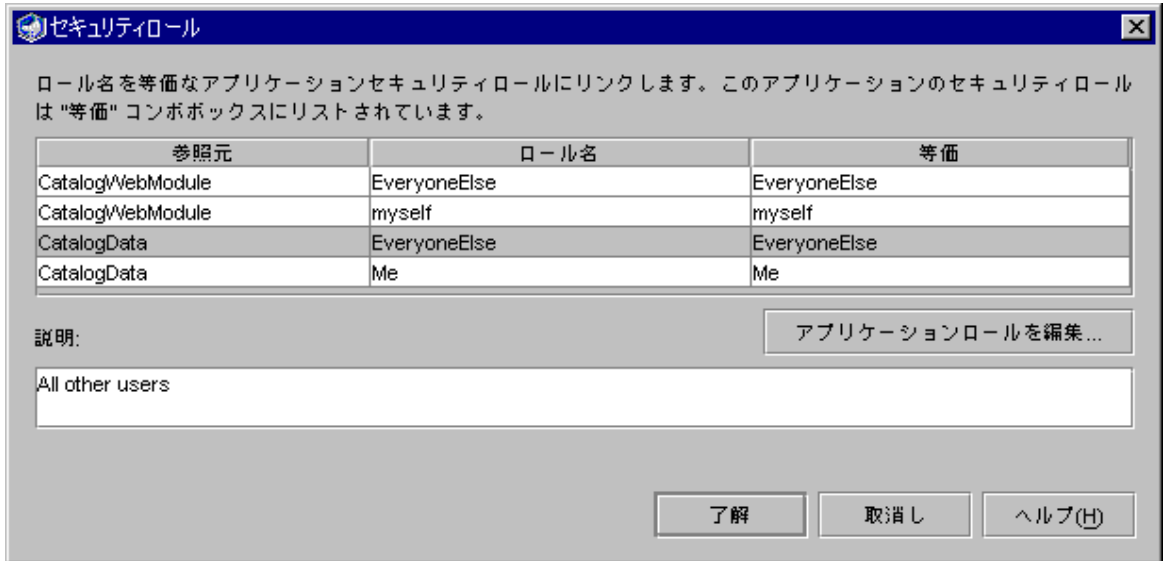 セキュリティロール
ロール名を等価なアプリケーションセキュリティロールにリンクします。このアプリケーションのセキュリティロール
は "等価" コンボボックスにリストされています。
参照元 ロール名 等価
CatalogWebModule EveryoneElse EveryoneElse
CatalogWebModule myself myself
CatalogData EveryoneElse EveryoneElse
CatalogData Me Me
説明: アプリケーションロールを編集...
All other users
了解 取消し ヘルプ(H)